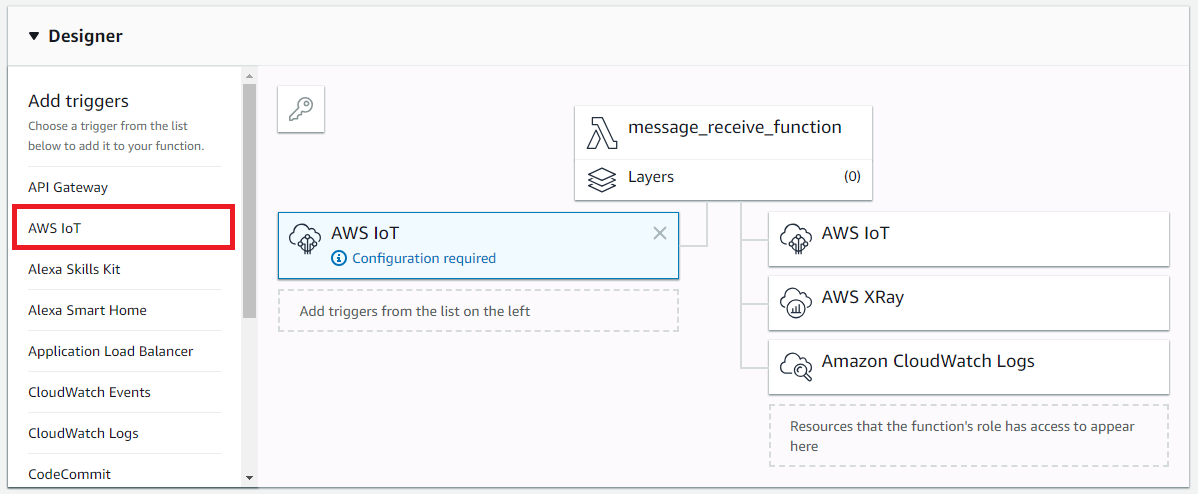 Designer
Add triggers
Choose a trigger from the list
below to add it to your function.
API Gateway
AWS IoT
Alexa Skills Kit
Alexa Smart Home
Application Load Balancer
CloudWatch Events
CloudWatch Logs
CodeCommit
message_receive_function
Layers (0)
AWS IoT
Configuration required
Add triggers from the list on the left
AWS IoT
AWS XRay
Amazon CloudWatch Logs
Resources that the function's role has access to appear
here